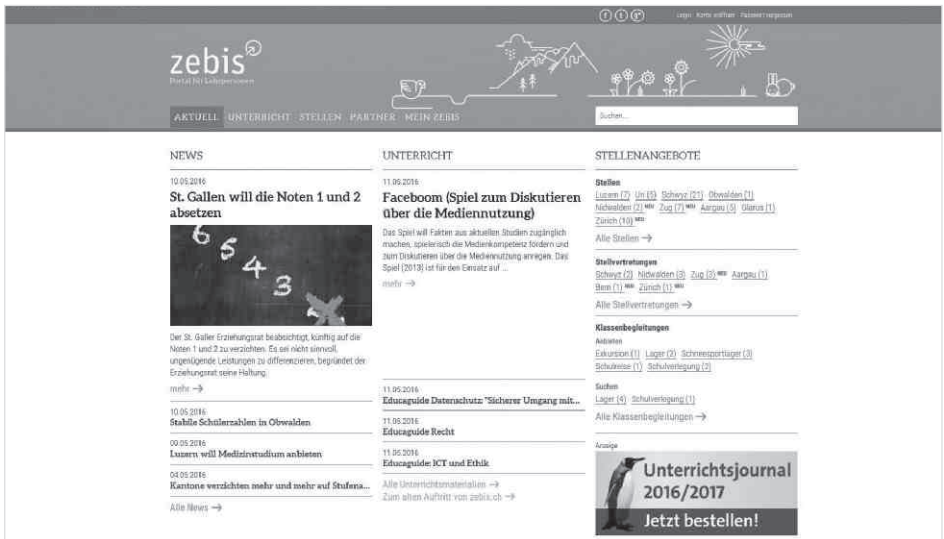 Login Konto eröffnen Passwort vergessen
zebis
Portal für Lehrpersonen
AKTUELL UNTERRICHT STELLEN PARTNER MEIN ZEBIS
Suchen...
NEWS
10.05.2016
St. Gallen will die Noten 1 und 2
absetzen
6 5 4 3
Der St. Galler Erziehungsrat beabsichtigt, künftig auf die
Noten 1 und 2 zu verzichten. Es sei nicht sinnvoll,
ungenügende Leistungen zu differenzieren, begründet der
Erziehungsrat seine Haltung.
mehr →
10.05.2016
Stabile Schülerzahlen in Obwalden
09.05.2016
Luzern will Medizinstudium anbieten
04.05.2016
Kantone verzichten mehr und mehr auf Stufena...
Alle News →
UNTERRICHT
11.05.2016
Faceboom (Spiel zum Diskutieren
über die Mediennutzung)
Das Spiel will Fakten aus aktuellen Studien zugänglich
machen, spielerisch die Medienkompetenz fördern und
zum Diskutieren über die Mediennutzung anregen. Das
Spiel (2013) ist für den Einsatz auf ...
mehr →
11.05.2016
Educaguide Datenschutz: "Sicherer Umgang mit...
11.05.2016
Educaguide Recht
11.05.2016
Educaguide: ICT und Ethik
Alle Unterrichtsmaterialien →
Zum alten Auftritt von zebis.ch →
STELLENANGEBOTE
Stellen
Luzern (7) Uri (5) Schwyz (21) Obwalden (1)
Nidwalden (2) NEU Zug (7) NEU Aargau (5) Glarus (1)
Zürich (10) NEU
Alle Stellen →
Stellvertretungen
Schwyz (2) Nidwalden (3) Zug (3) NEU Aargau (1)
Bern (1) NEU Zürich (1) NEU
Alle Stellvertretungen →
Klassenbegleitungen
Anbieten
Exkursion (1) Lager (2) Schneesportlager (3)
Schulreise (1) Schulverlegung (2)
Suchen
Lager (4) Schulverlegung (1)
Alle Klassenbegleitungen →
Anzeige
Unterrichtsjournal
2016/2017
Jetzt bestellen!